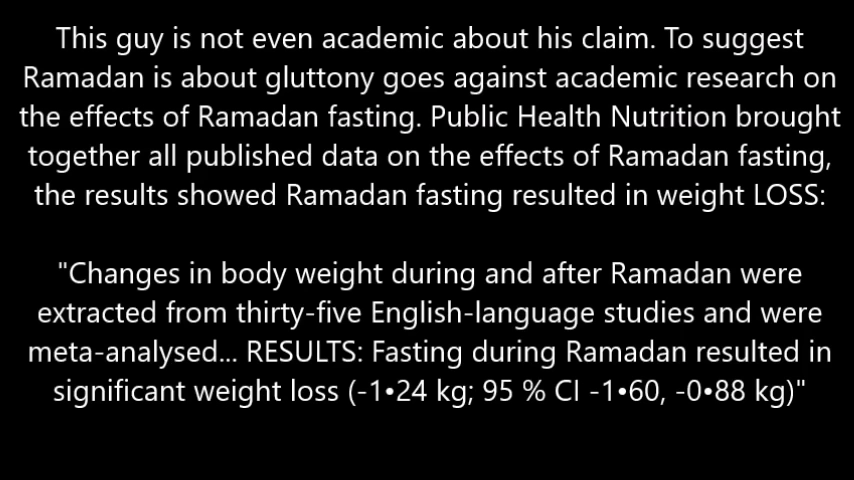 This guy is not even academic about his claim. To suggest
Ramadan is about gluttony goes against academic research on
the effects of Ramadan fasting. Public Health Nutrition brought
together all published data on the effects of Ramadan fasting,
the results showed Ramadan fasting resulted in weight LOSS:
"Changes in body weight during and after Ramadan were
extracted from thirty-five English-language studies and were
meta-analysed... RESULTS: Fasting during Ramadan resulted in
significant weight loss (-1•24 kg; 95 % CI -1•60, -0•88 kg)"